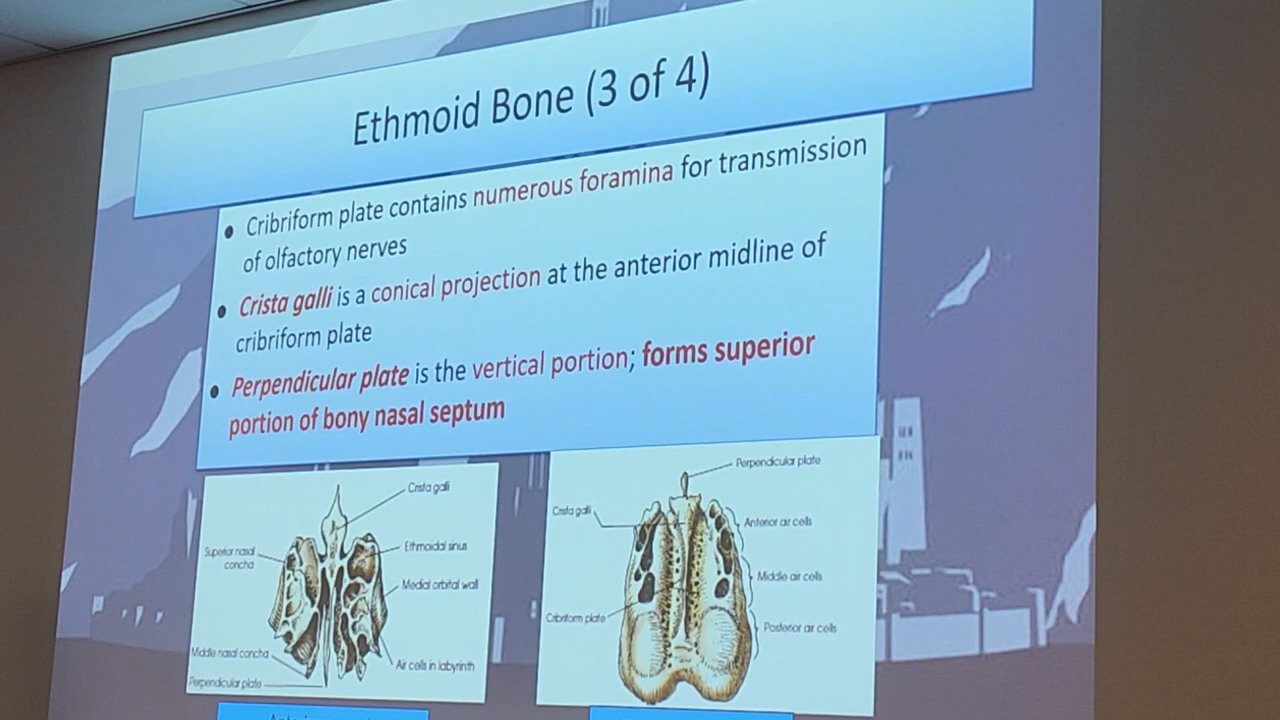 Ethmoid Bone (3 of 4)
• Cribriform plate contains numerous foramina for transmission
of olfactory nerves
• Crista galli is a conical projection at the anterior midline of
cribriform plate
• Perpendicular plate is the vertical portion; forms superior
portion of bony nasal septum
Crista galli
Superior nasal
concha
Ethmoidal sinus
Medial orbital wall
Middle nasal concha
Air cells in labyrinth
Perpendicular plate
Perpendicular plate
Crista galli
Anterior air cells
Middle air cells
Cribriform plate
Posterior air cells